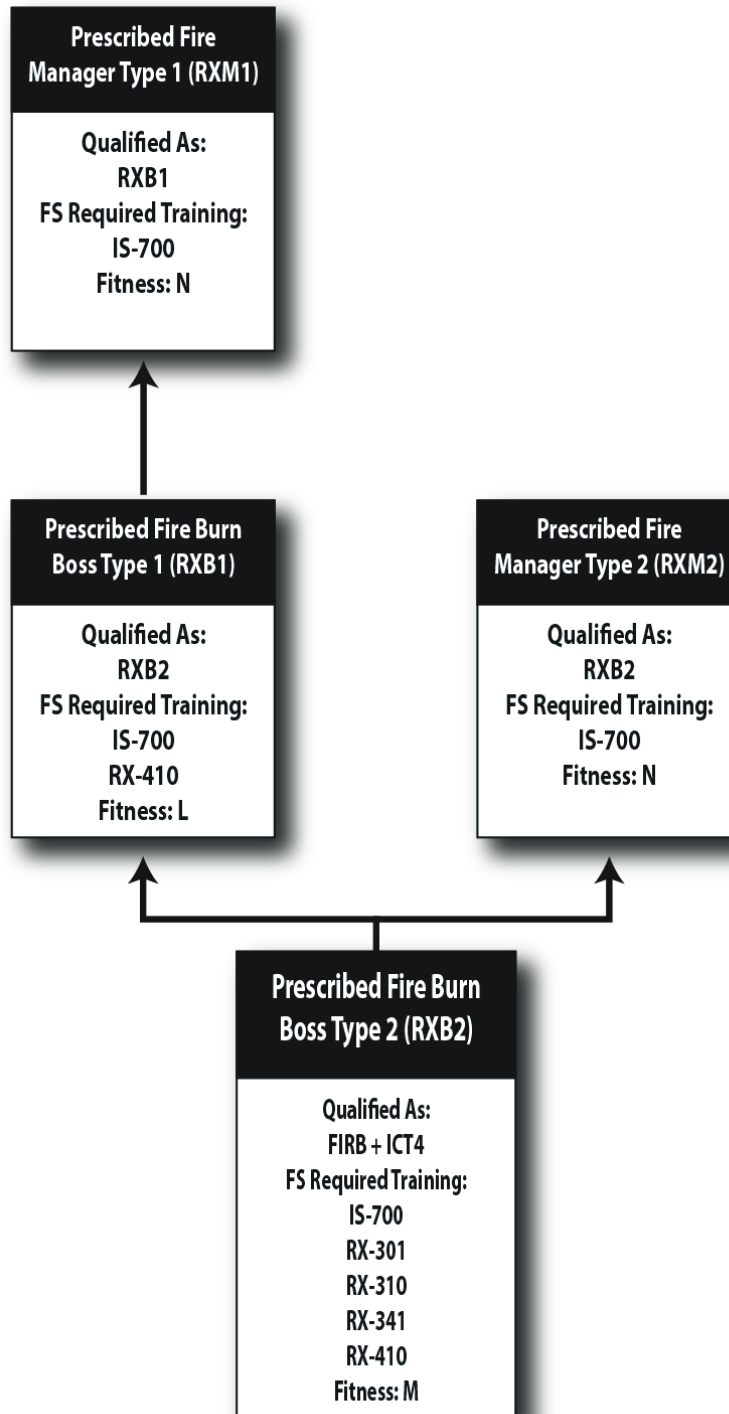 Prescribed Fire
Manager Type 1 (RXM1)
Qualified As:
RXB1
FS Required Training:
IS-700
Fitness: N
Prescribed Fire Burn
Boss Type 1 (RXB1)
Qualified As:
RXB2
FS Required Training:
IS-700
RX-410
Fitness: L
Prescribed Fire
Manager Type 2 (RXM2)
Qualified As:
RXB2
FS Required Training:
IS-700
Fitness: N
Prescribed Fire Burn
Boss Type 2 (RXB2)
Qualified As:
FIRB + ICT4
FS Required Training:
IS-700
RX-301
RX-310
RX-341
RX-410
Fitness: M